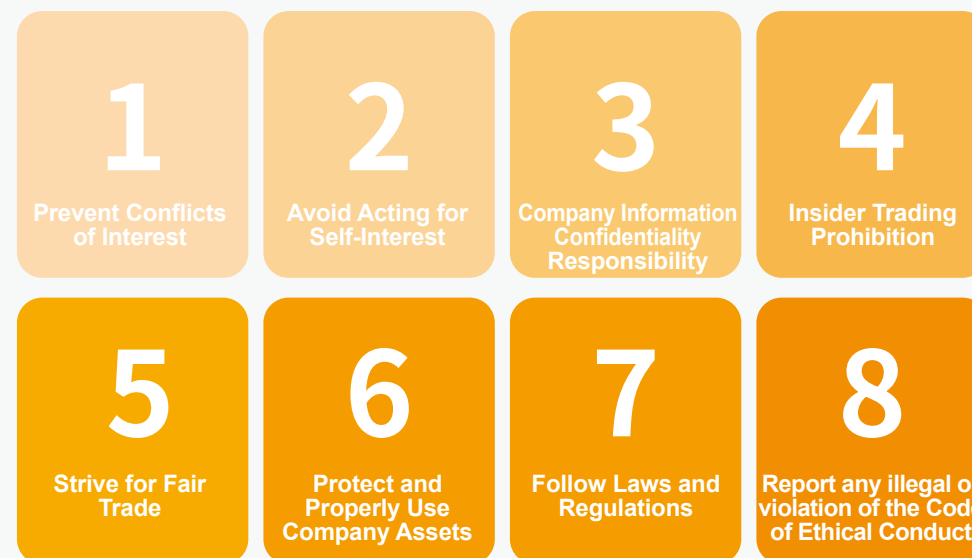 1
Prevent Conflicts
of Interest
2
Avoid Acting for
Self-Interest
3
Company Information
Confidentiality
Responsibility
4
Insider Trading
Prohibition
5
Strive for Fair
Trade
6
Protect and
Properly Use
Company Assets
7
Follow Laws and
Regulations
8
Report any illegal o
violation of the Code
of Ethical Conduct